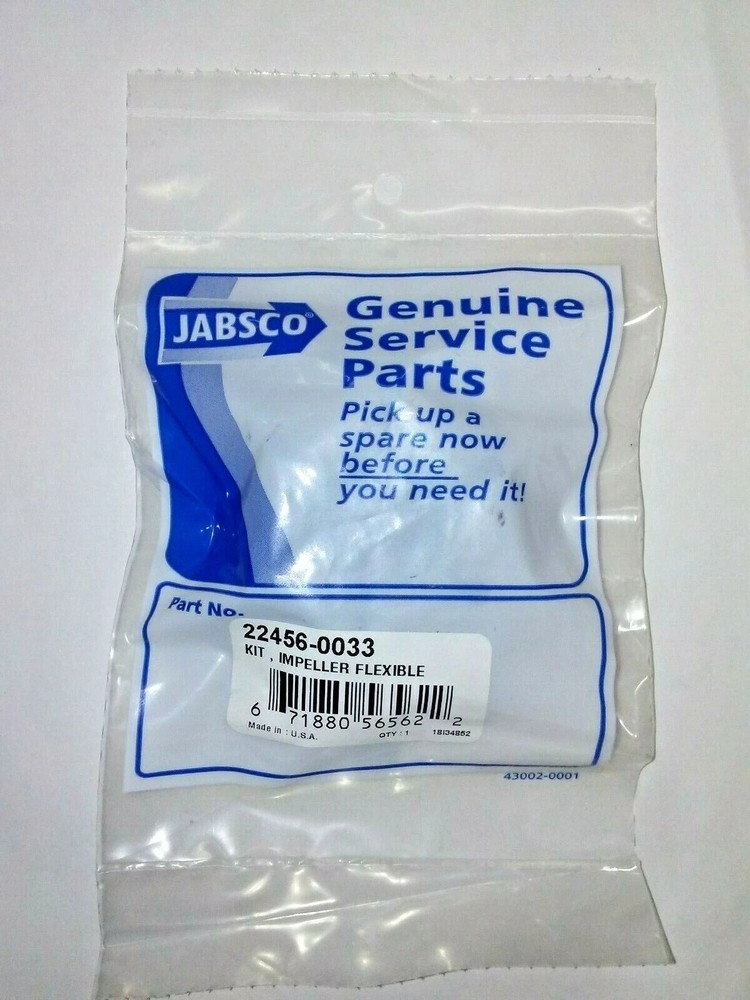 JABSCO®
Genuine
Service
Parts
Pick up a
spare now
before
you need it!
Part No.
22456-0033
KIT , IMPELLER FLEXIBLE
6 71880 56562 2
Made in : U.S.A. QTY : 1 18I34852
43002-0001